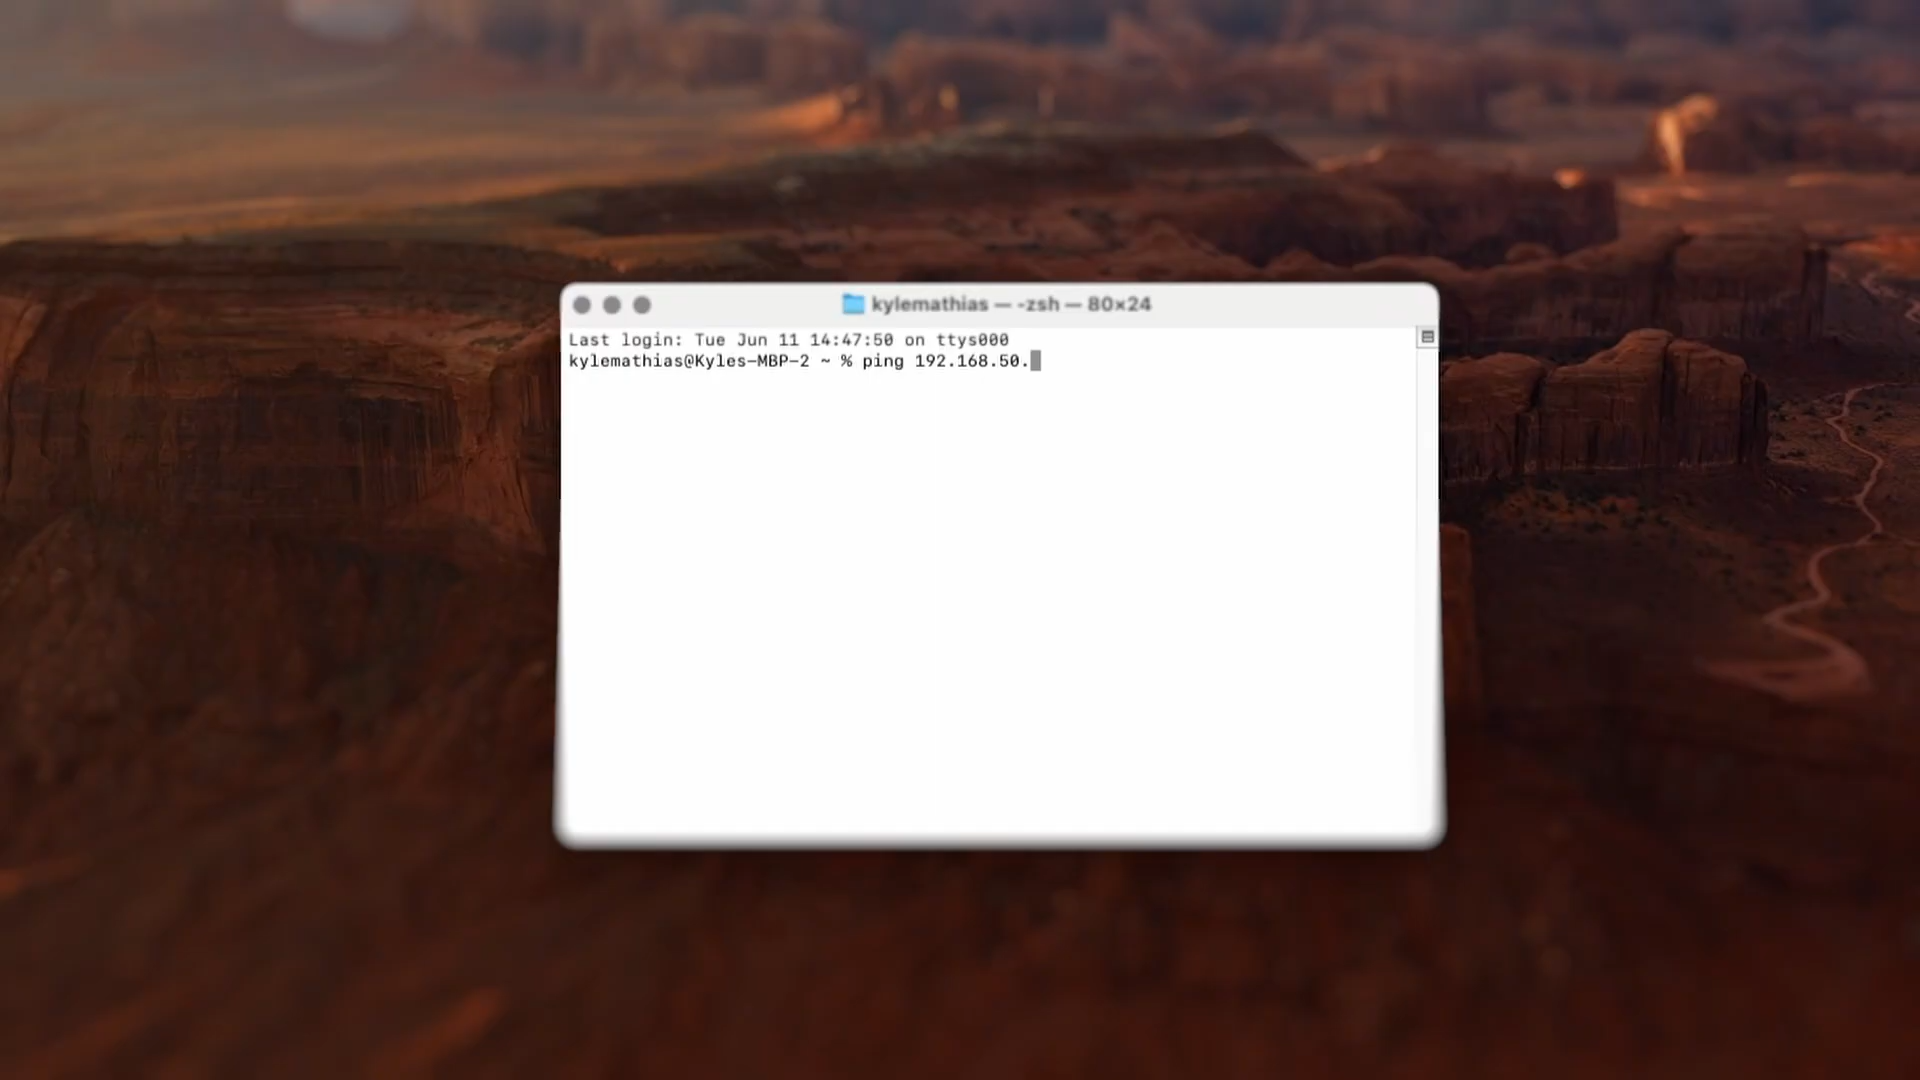 kylemathias — -zsh — 80×24
Last login: Tue Jun 11 14:47:50 on ttys000
kylemathias@Kyles-MBP-2 ~ % ping 192.168.50.